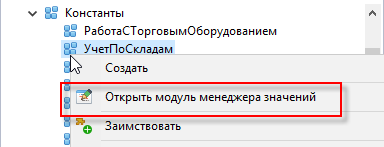 Константы
РаботаСТорговымОборудованием
УчетПоСкладам
Создать
Открыть модуль менеджера значений
Заимствовать